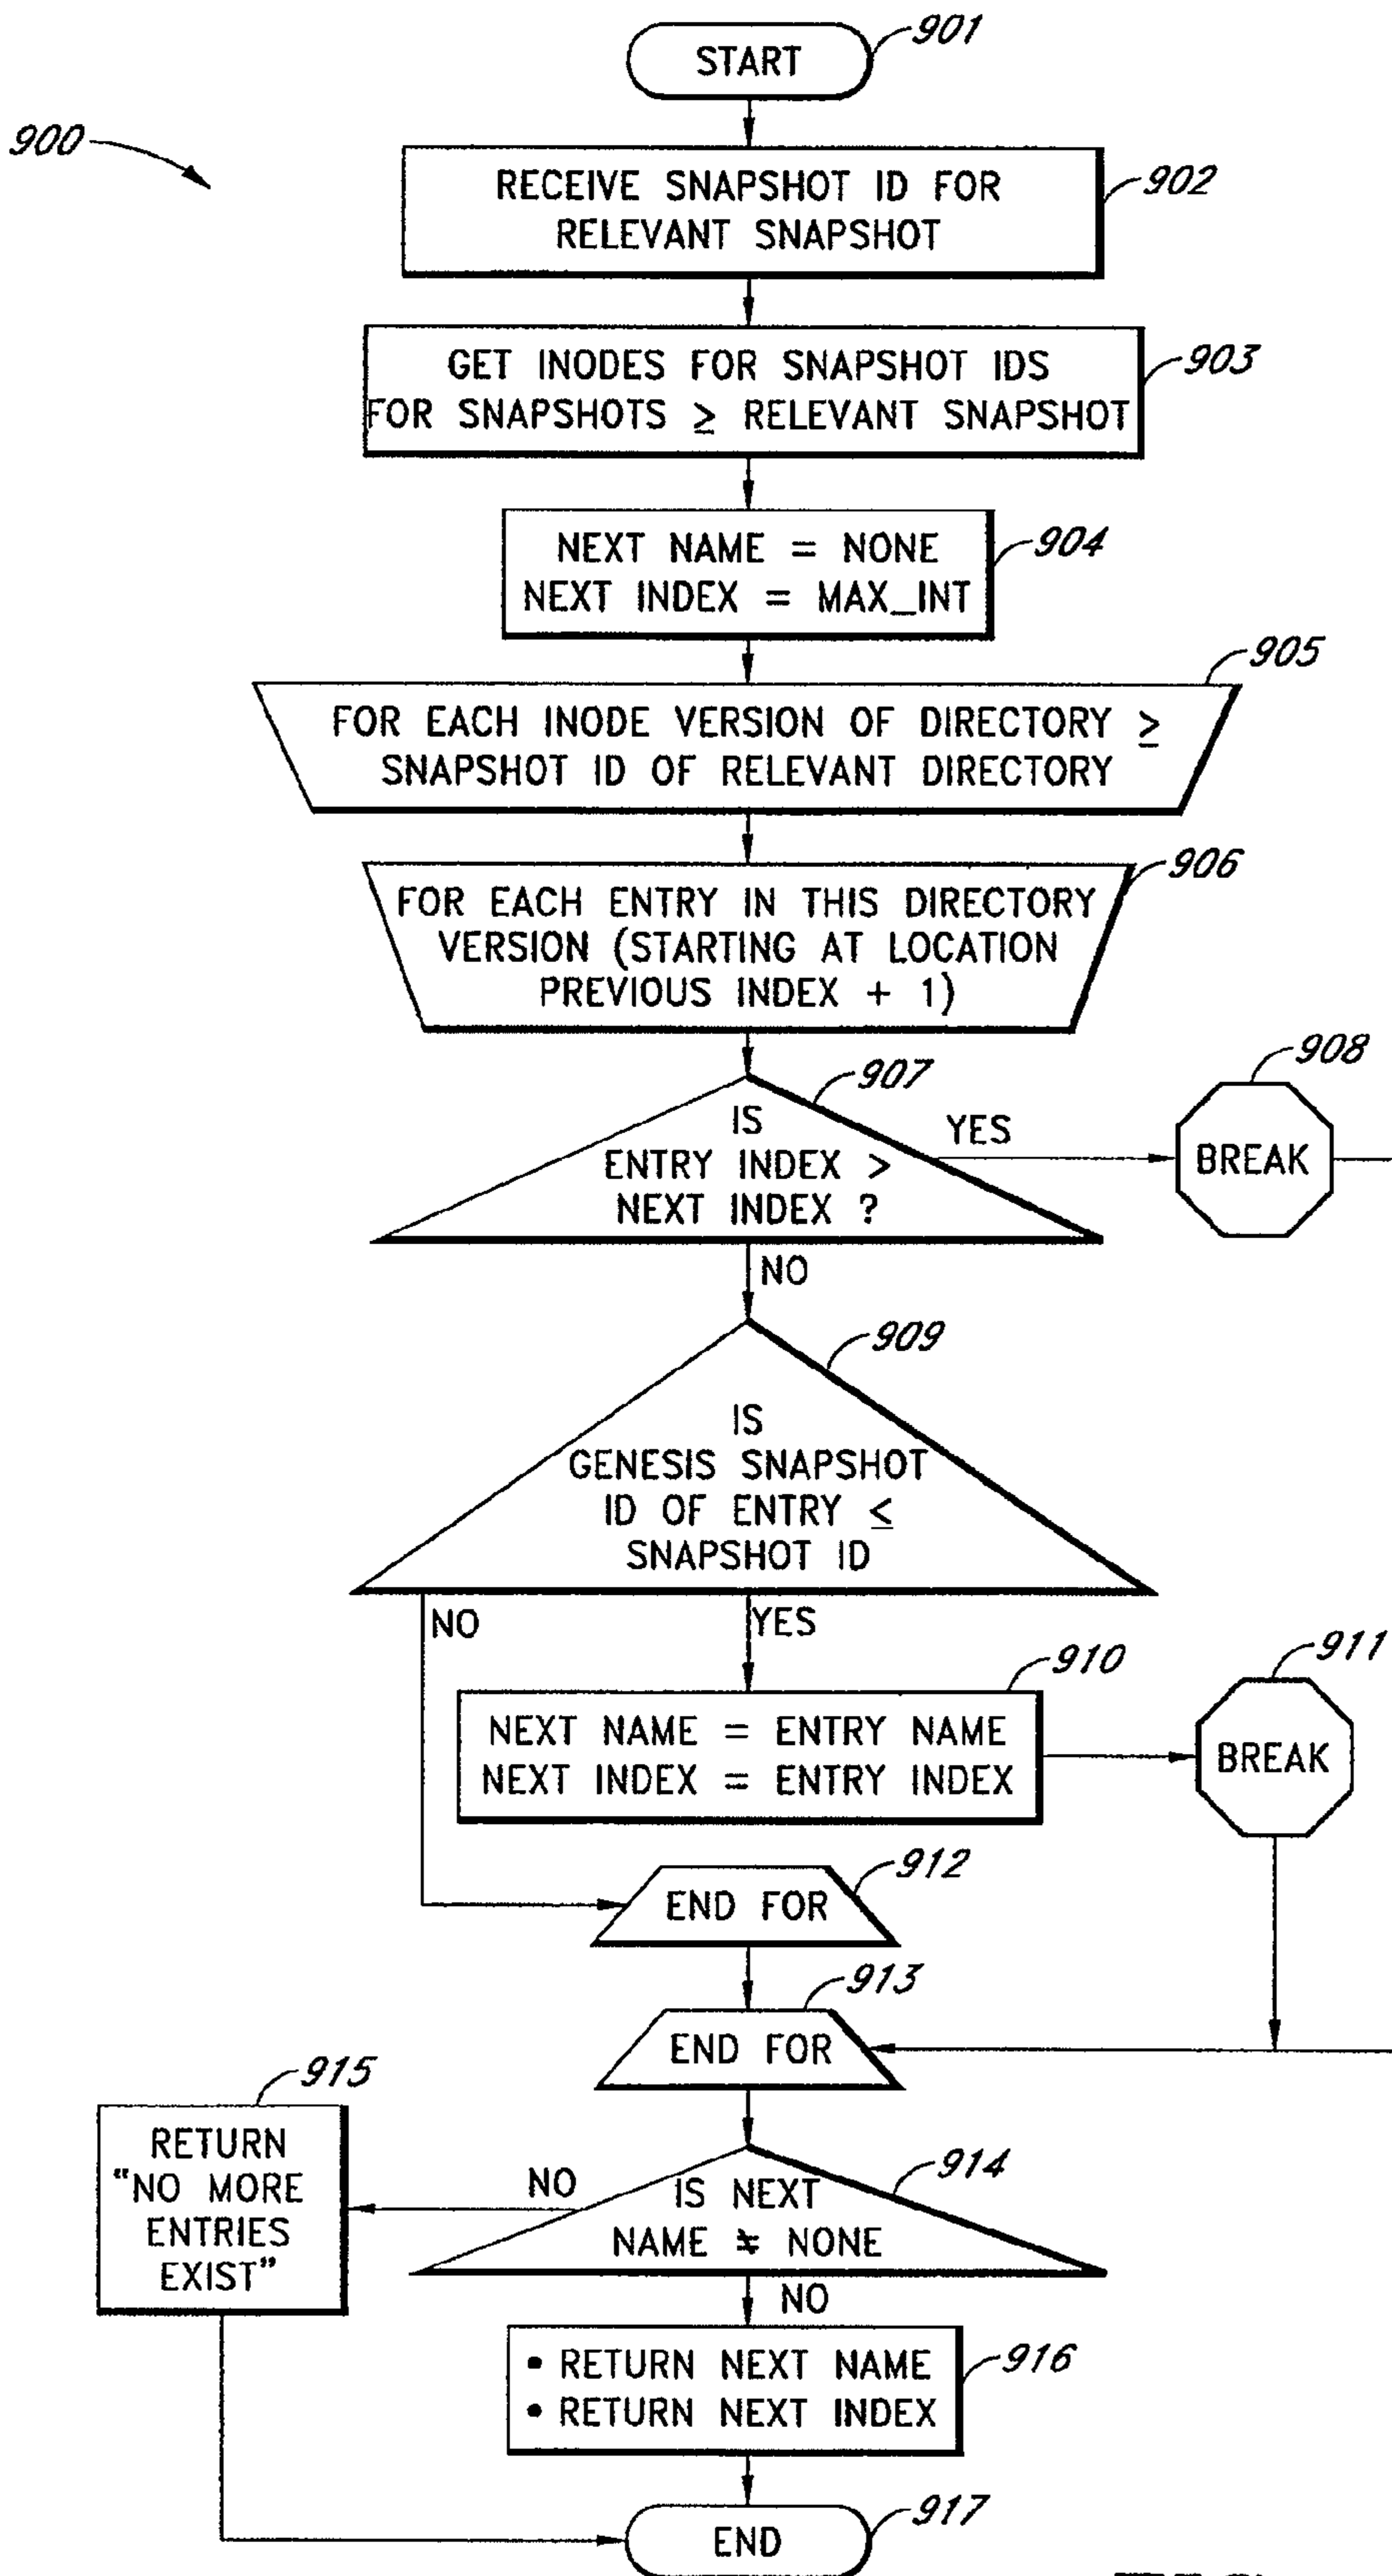 901
START
900
RECEIVE SNAPSHOT ID FOR
RELEVANT SNAPSHOT
902
GET INODES FOR SNAPSHOT IDS
FOR SNAPSHOTS ≥ RELEVANT SNAPSHOT
903
NEXT NAME = NONE
NEXT INDEX = MAX_INT
904
905
FOR EACH INODE VERSION OF DIRECTORY ≥
SNAPSHOT ID OF RELEVANT DIRECTORY
906
FOR EACH ENTRY IN THIS DIRECTORY
VERSION (STARTING AT LOCATION
PREVIOUS INDEX + 1)
907
IS
ENTRY INDEX >
NEXT INDEX ?
YES
908
BREAK
NO
909
IS
GENESIS SNAPSHOT
ID OF ENTRY ≤
SNAPSHOT ID
NO
YES
910
NEXT NAME = ENTRY NAME
NEXT INDEX = ENTRY INDEX
911
BREAK
912
END FOR
913
END FOR
915
RETURN
"NO MORE
ENTRIES
EXIST"
NO
914
IS NEXT
NAME ≠ NONE
NO
• RETURN NEXT NAME
• RETURN NEXT INDEX
916
917
END